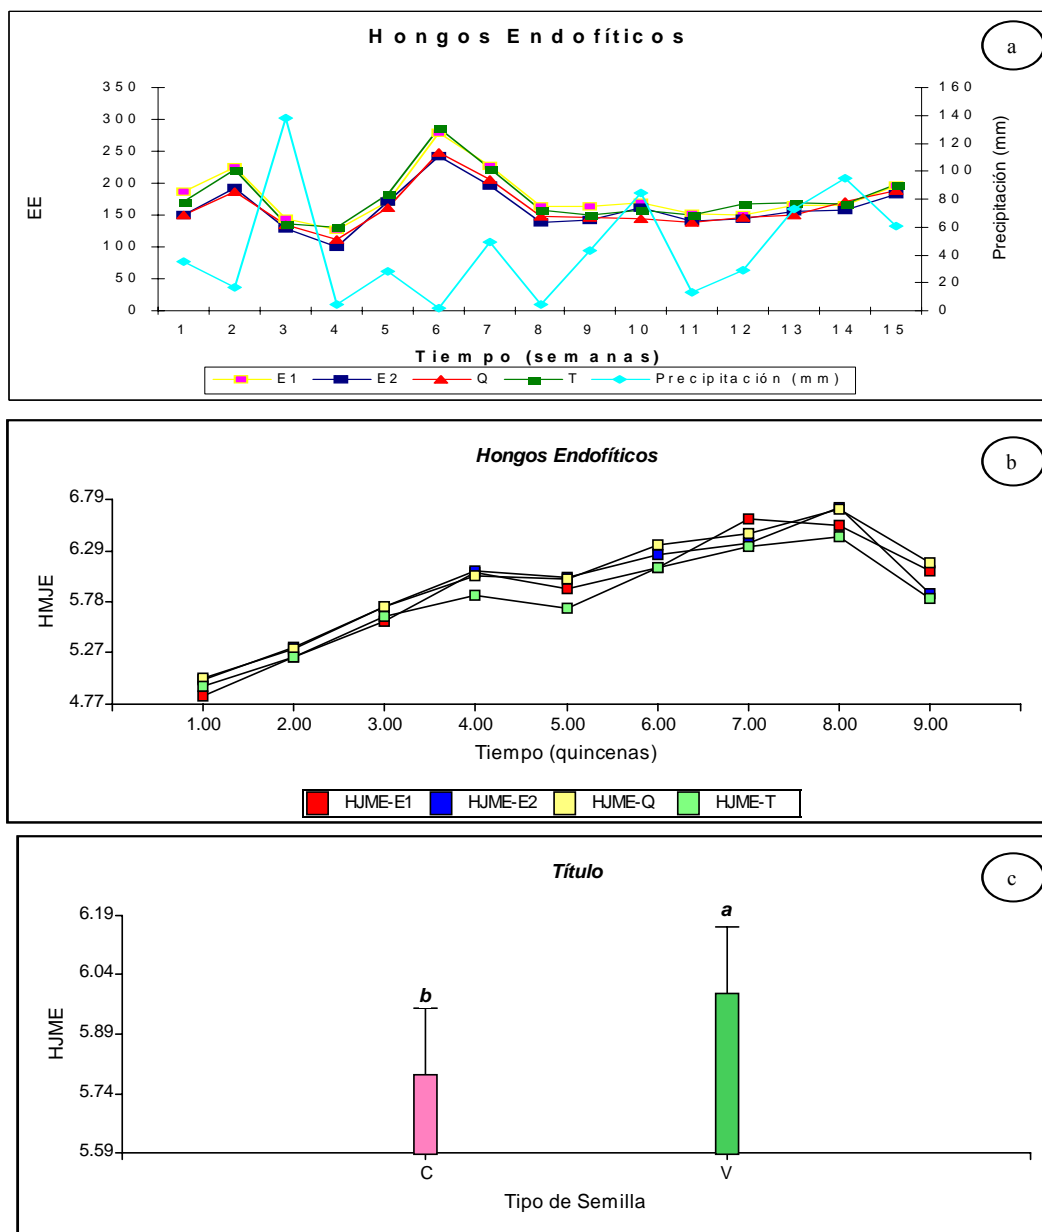 Hongos Endofíticos
a
350
300
250
200
150
100
50
0
EE
160
140
120
100
80
60
40
20
0
Precipitación (mm)
1 2 3 4 5 6 7 8 9 10 11 12 13 14 15
Tiempo (semanas)
E1 E2 Q T Precipitación (mm)
Hongos Endofíticos
b
6.79
6.29
5.78
5.27
4.77
HMJE
1.00 2.00 3.00 4.00 5.00 6.00 7.00 8.00 9.00
Tiempo (quincenas)
HJME-E1 HJME-E2 HJME-Q HJME-T
Título
c
6.19
6.04
5.89
5.74
5.59
HJME
b
a
C V
Tipo de Semilla